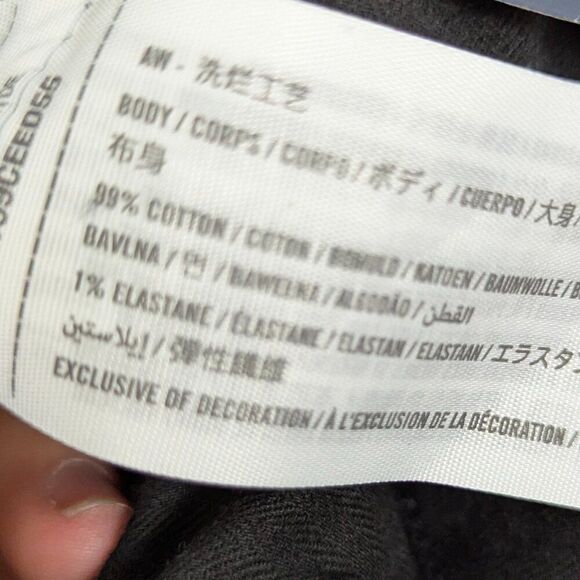 洗烂工艺
BODY / CORPS / CORPO / ボディ / CUERPO / 大身
布身
99% COTTON / COTON / / KATOEN / BAUMWOLLE /
BAVLNA / 면 / BAWEŁNA / ALGODÃO / القطن
1% ELASTANE / ÉLASTANE / ELASTAN / ELASTAAN / エラスタン
إيلاستين / 彈性纖維
EXCLUSIVE OF DECORATION / À L'EXCLUSION DE LA DÉCORATION /